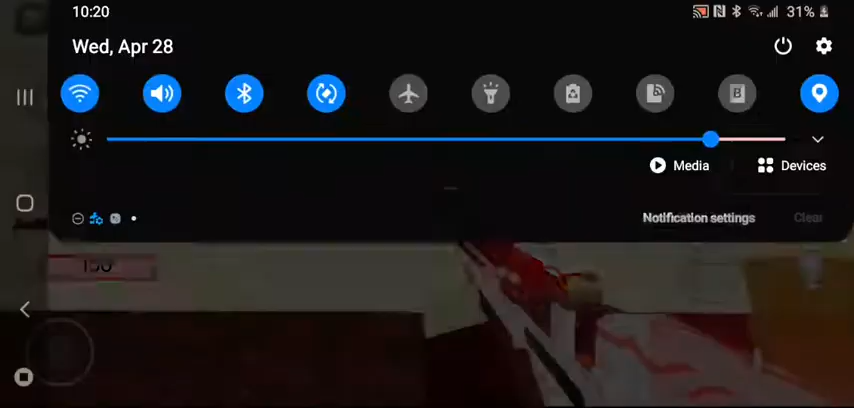 10:20
31%
Wed, Apr 28
Media
Devices
Notification settings
Clear